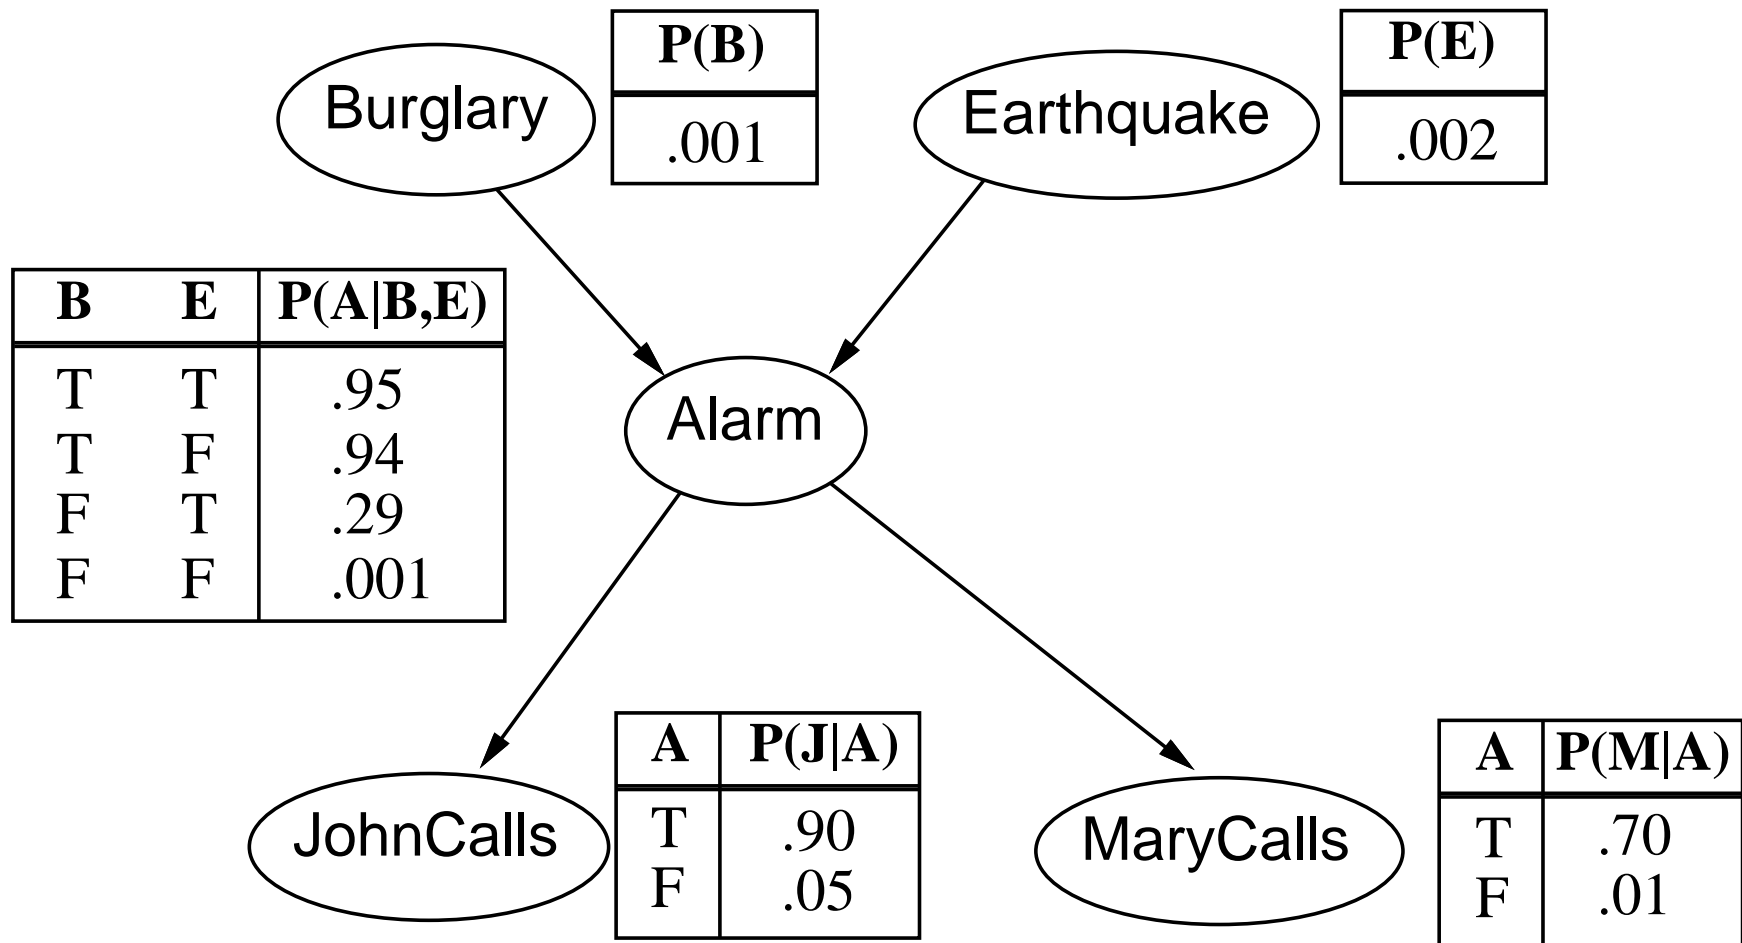 Burglary
P(B)
.001
Earthquake
P(E)
.002
B E P(A|B,E)
T T .95
T F .94
F T .29
F F .001
Alarm
JohnCalls
A P(J|A)
T .90
F .05
MaryCalls
A P(M|A)
T .70
F .01